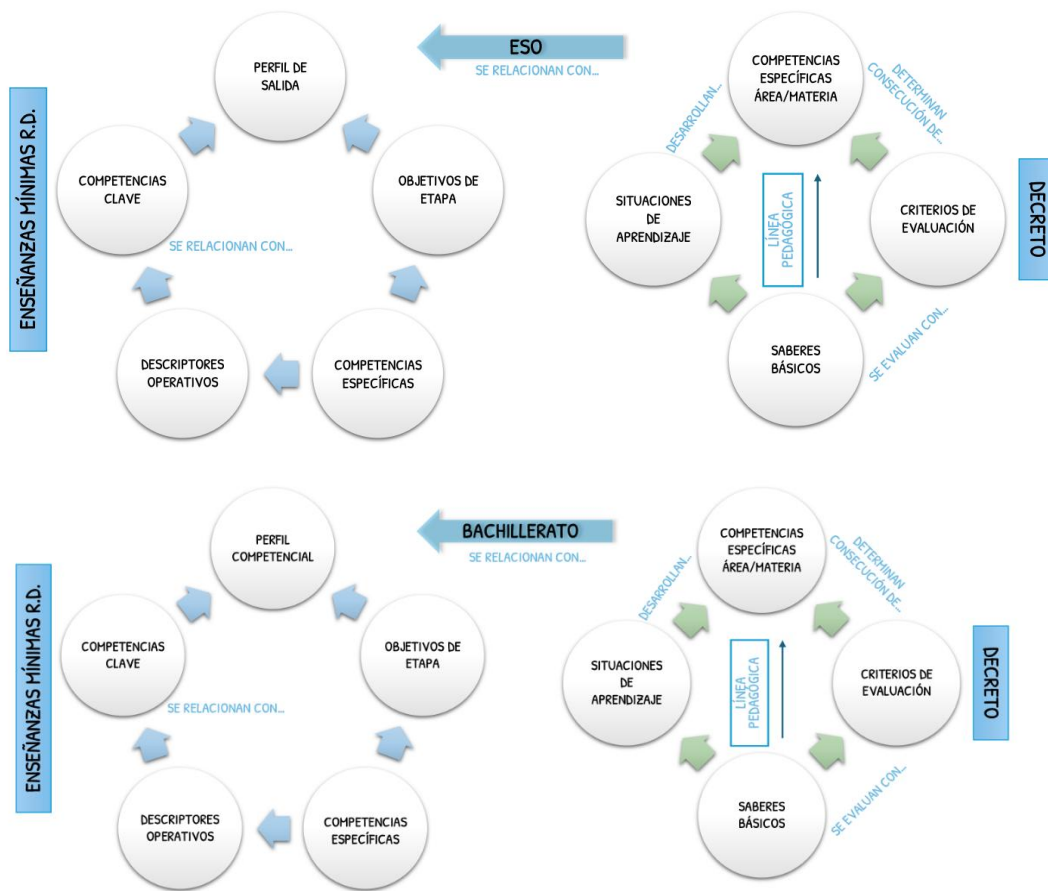 ESO
SE RELACIONAN CON...
PERFIL DE
SALIDA
COMPETENCIAS
CLAVE
OBJETIVOS DE
ETAPA
SE RELACIONAN CON...
DESCRIPTORES
OPERATIVOS
COMPETENCIAS
ESPECÍFICAS
ENSEÑANZAS MÍNIMAS R.D.
COMPETENCIAS
ESPECÍFICAS
ÁREA/MATERIA
DESARROLLAN...
DETERMINAN
CONSECUCIÓN DE...
SITUACIONES
DE
APRENDIZAJE
LÍNEA
PEDAGÓGICA
CRITERIOS DE
EVALUACIÓN
SABERES
BÁSICOS
SE EVALUAN CON...
DECRETO
BACHILLERATO
SE RELACIONAN CON...
PERFIL
COMPETENCIAL
COMPETENCIAS
CLAVE
OBJETIVOS DE
ETAPA
SE RELACIONAN CON...
DESCRIPTORES
OPERATIVOS
COMPETENCIAS
ESPECÍFICAS
ENSEÑANZAS MÍNIMAS R.D.
COMPETENCIAS
ESPECÍFICAS
ÁREA/MATERIA
DESARROLLAN...
DETERMINAN
CONSECUCIÓN DE...
SITUACIONES
DE
APRENDIZAJE
LÍNEA
PEDAGÓGICA
CRITERIOS DE
EVALUACIÓN
SABERES
BÁSICOS
SE EVALUAN CON...
DECRETO